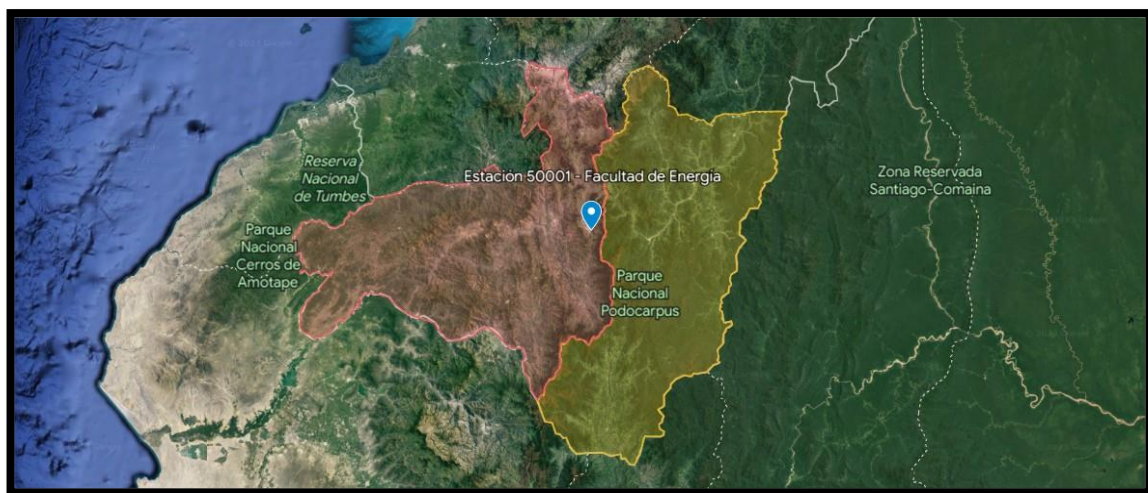 Reserva
Nacional
de Tumbes
Estación 50001 - Facultad de Energía
Zona Reservada
Santiago-Comaina
Parque
Nacional
Cerros de
Amotape
Parque
Nacional
Podocarpus